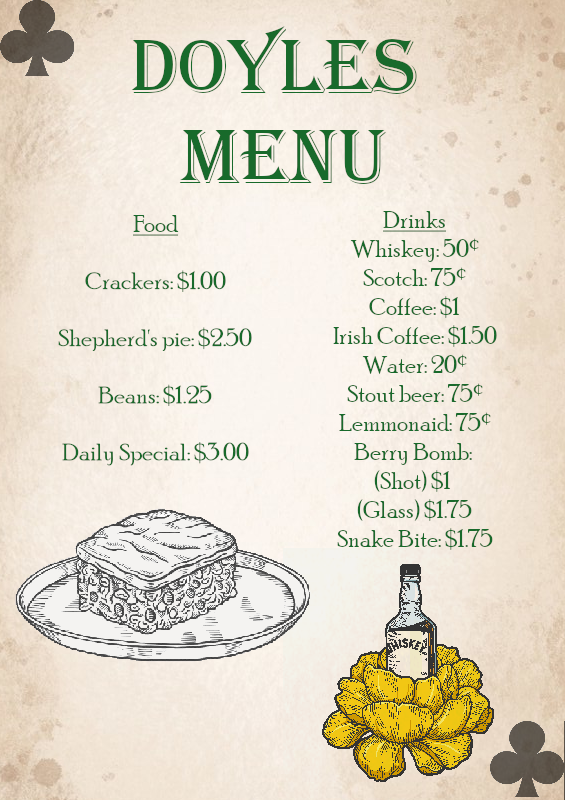 DOYLES
MENU
Food
Crackers: $1.00
Shepherd's pie: $2.50
Beans: $1.25
Daily Special: $3.00
Drinks
Whiskey: 50¢
Scotch: 75¢
Coffee: $1
Irish Coffee: $1.50
Water: 20¢
Stout beer: 75¢
Lemmonaid: 75¢
Berry Bomb:
(Shot) $1
(Glass) $1.75
Snake Bite: $1.75
WHISKEY